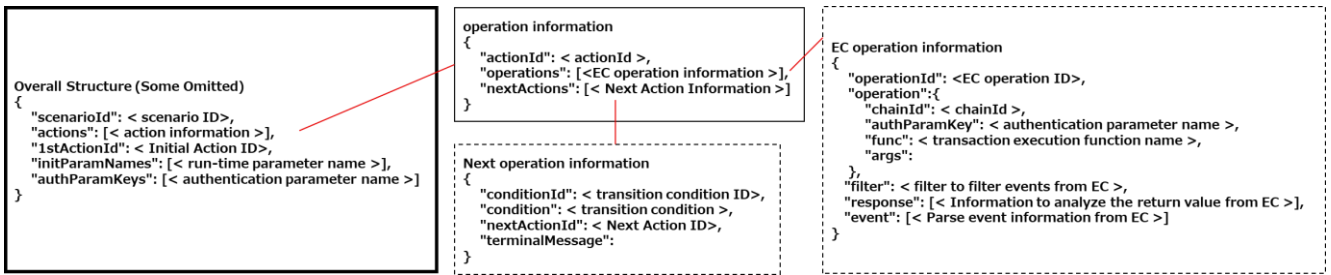 Overall Structure (Some Omitted)
{
"scenarioId": < scenario ID>,
"actions": [< action information >],
"1stActionId": < Initial Action ID>,
"initParamNames": [< run-time parameter name >],
"authParamKeys": [< authentication parameter name >]
}
operation information
{
"actionId": < actionId >,
"operations": [<EC operation information >],
"nextActions": [< Next Action Information >]
}
Next operation information
{
"conditionId": < transition condition ID>,
"condition": < transition condition >,
"nextActionId": < Next Action ID>,
"terminalMessage":
}
EC operation information
{
"operationId": <EC operation ID>,
"operation":{
"chainId": < chainId >,
"authParamKey": < authentication parameter name >,
"func": < transaction execution function name >,
"args":
},
"filter": < filter to filter events from EC >,
"response": [< Information to analyze the return value from EC >],
"event": [< Parse event information from EC >]
}